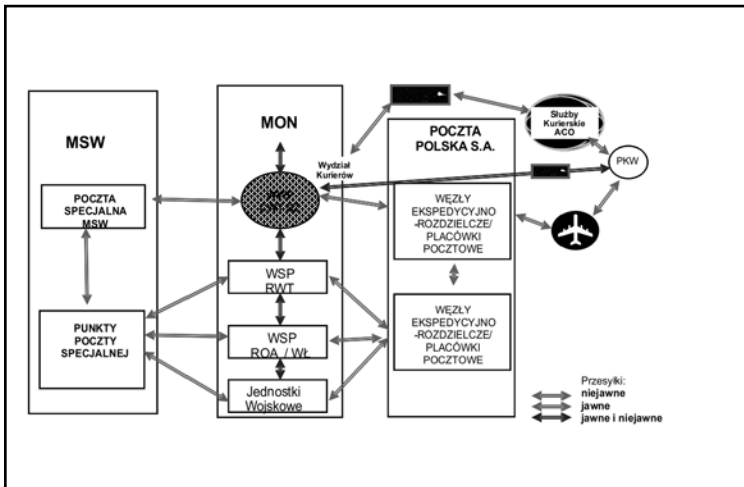 MSW
POCZTA
SPECJALNA
MSW
PUNKTY
POCZTY
SPECJALNEJ
MON
Wydział
Kurierów
WSP
RWT
WSP
ROA / WŁ
Jednostki
Wojskowe
POCZTA
POLSKA S.A.
WĘZŁY
EKSPEDYCYJNO
-ROZDZIELCZE/
PLACÓWKI
POCZTOWE
WĘZŁY
EKSPEDYCYJNO
-ROZDZIELCZE/
PLACÓWKI
POCZTOWE
Służby
Kurierskie
ACO
PKW
Przesyłki:
niejawne
jawne
jawne i niejawne